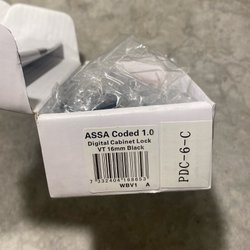 ASSA Coded 1.0
Digital Cabinet Lock
VT 16mm Black
WBV1 A
PDC-6-C